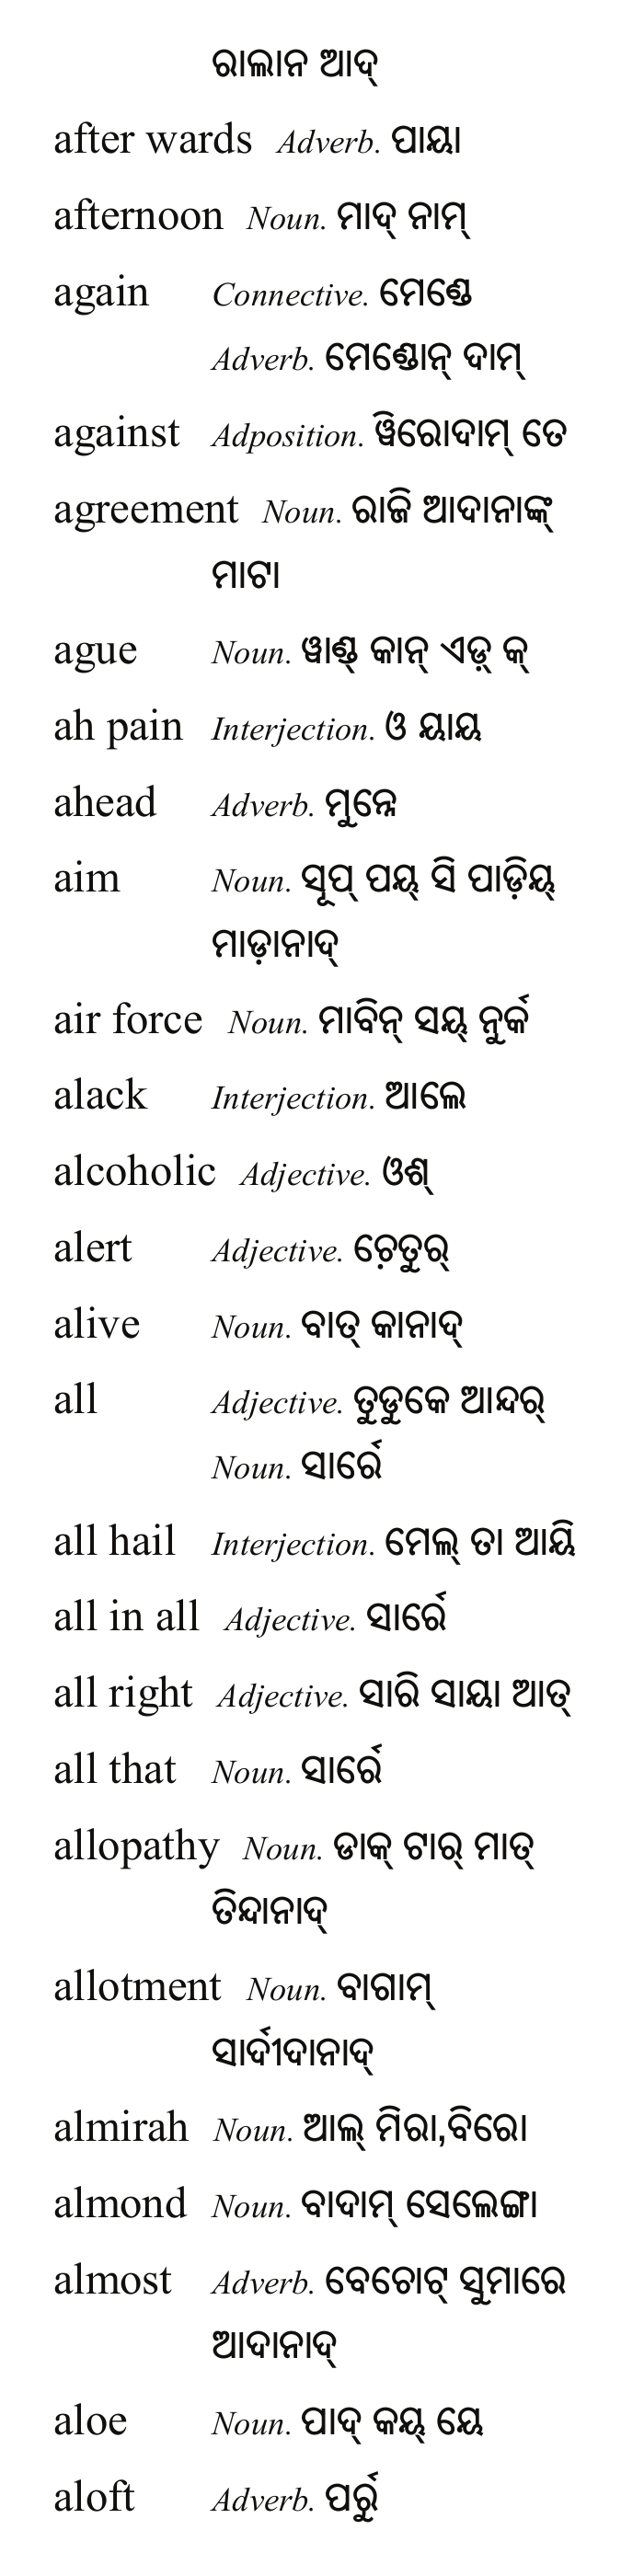 ରାଲାନ ଆଦ୍
after wards Adverb. ପାୟା
afternoon Noun. ମାଦ୍ ନାମ୍
again Connective. ମେଣ୍ଡେ
Adverb. ମେଣ୍ଡୋନ୍ ଦାମ୍
against Adposition. ୱିରୋଦାମ୍ ତେ
agreement Noun. ରାଜି ଆଦାନାଙ୍କ୍
ମାଟା
ague Noun. ୱାଣ୍ଡ୍ କାନ୍ ଏଡ଼୍ କ୍
ah pain Interjection. ଓ ୟାୟ
ahead Adverb. ମୁନ୍ନେ
aim Noun. ସୂପ୍ ପୟ୍ ସି ପାଡ଼ିୟ୍
ମାଡ଼ାନାଦ୍
air force Noun. ମାବିନ୍ ସୟ୍ ନୁର୍କ
alack Interjection. ଆଲେ
alcoholic Adjective. ଓଶ୍
alert Adjective. ଚେ଼ତୁର୍
alive Noun. ବାତ୍ କାନାଦ୍
all Adjective. ତୁଡୁକେ ଆନ୍ଦର୍
Noun. ସାର୍ରେ
all hail Interjection. ମେଲ୍ ତା ଆୟି
all in all Adjective. ସାର୍ରେ
all right Adjective. ସାରି ସାୟା ଆତ୍
all that Noun. ସାର୍ରେ
allopathy Noun. ଡାକ୍ ଟାର୍ ମାତ୍
ତିନ୍ଦାନାଦ୍
allotment Noun. ବାଗାମ୍
ସାର୍ଦୀଦାନାଦ୍
almirah Noun. ଆଲ୍ ମିରା,ବିରୋ
almond Noun. ବାଦାମ୍ ସେଲେଙ୍ଗା
almost Adverb. ବେଚୋଟ୍ ସୁମାରେ
ଆଦାନାଦ୍
aloe Noun. ପାଦ୍ କୟ୍ ୟେ
aloft Adverb. ପର୍ରୁ